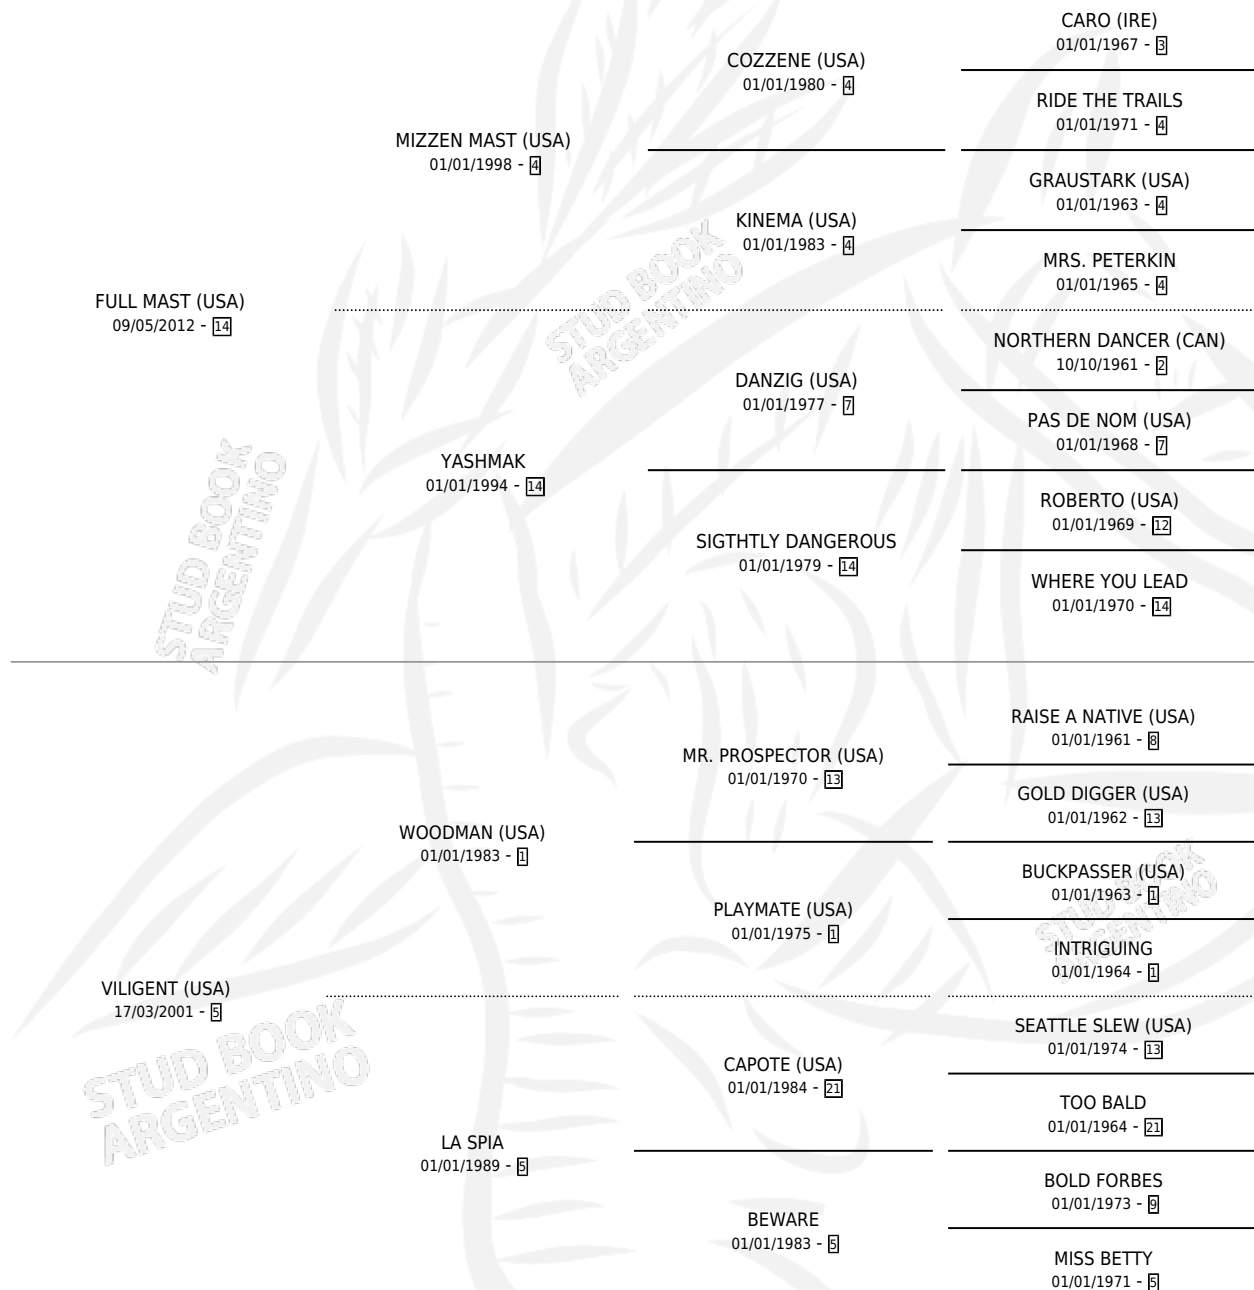 CARO (IRE)
01/01/1967 - 3
COZZENE (USA)
01/01/1980 - 4
RIDE THE TRAILS
01/01/1971 - 4
MIZZEN MAST (USA)
01/01/1998 - 4
GRAUSTARK (USA)
01/01/1963 - 4
KINEMA (USA)
01/01/1983 - 4
MRS. PETERKIN
01/01/1965 - 4
FULL MAST (USA)
09/05/2012 - 14
NORTHERN DANCER (CAN)
10/10/1961 - 2
DANZIG (USA)
01/01/1977 - 7
PAS DE NOM (USA)
01/01/1968 - 7
YASHMAK
01/01/1994 - 14
ROBERTO (USA)
01/01/1969 - 12
SIGTHTLY DANGEROUS
01/01/1979 - 14
WHERE YOU LEAD
01/01/1970 - 14
RAISE A NATIVE (USA)
01/01/1961 - 8
MR. PROSPECTOR (USA)
01/01/1970 - 13
GOLD DIGGER (USA)
01/01/1962 - 13
WOODMAN (USA)
01/01/1983 - 1
BUCKPASSER (USA)
01/01/1963 - 1
PLAYMATE (USA)
01/01/1975 - 1
INTRIGUING
01/01/1964 - 1
VILIGENT (USA)
17/03/2001 - 5
SEATTLE SLEW (USA)
01/01/1974 - 13
CAPOTE (USA)
01/01/1984 - 21
TOO BALD
01/01/1964 - 21
LA SPIA
01/01/1989 - 5
BOLD FORBES
01/01/1973 - 9
BEWARE
01/01/1983 - 5
MISS BETTY
01/01/1971 - 5
STUD BOOK
ARGENTINO
STUD BOOK
ARGENTINO
STUD BOOK
ARGENTINO
STUD BOOK
ARGENTINO